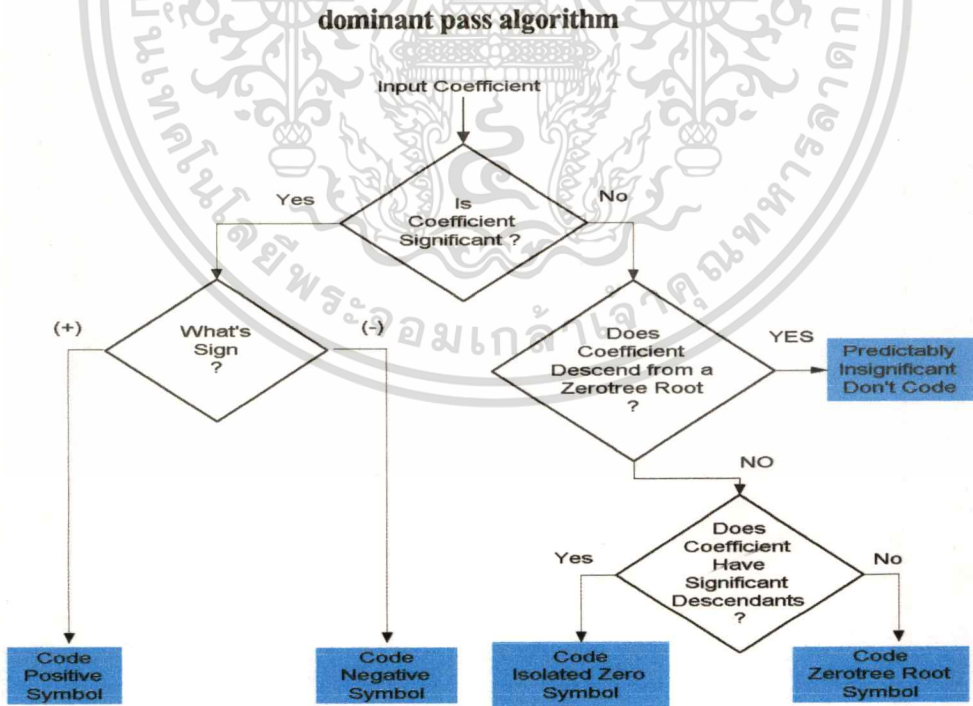 dominant pass algorithm
Input Coefficient
Yes
Is
Coefficient
Significant ?
No
(+)
What's
Sign
?
(-)
Does
Coefficient
Descend from a
Zerotree Root
?
YES
Predictably
Insignificant
Don't Code
NO
Yes
Does
Coefficient
Have
Significant
Descendants
?
No
Code
Positive
Symbol
Code
Negative
Symbol
Code
Isolated Zero
Symbol
Code
Zerotree Root
Symbol